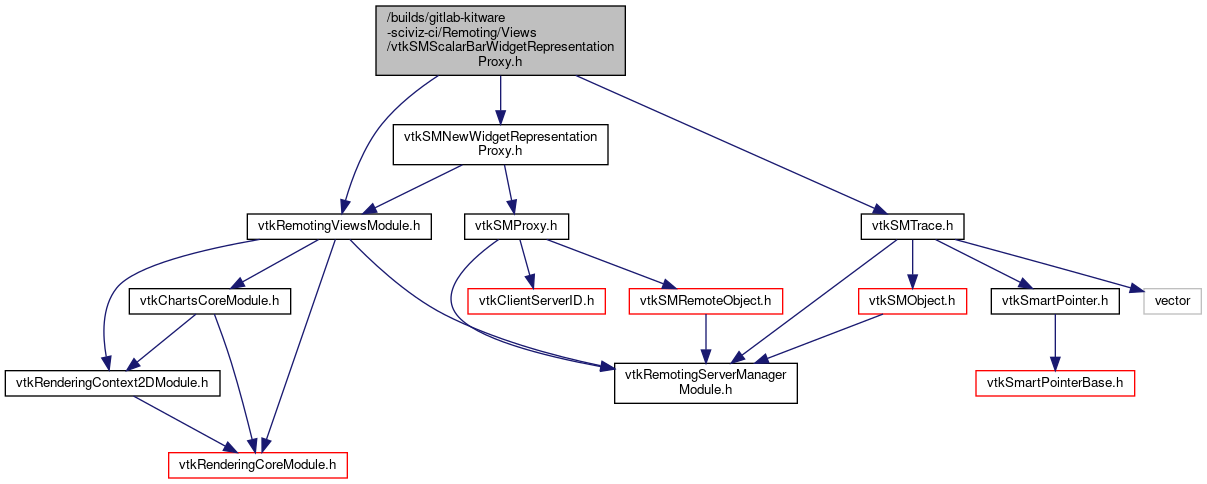 /builds/gitlab-kitware
-sciviz-ci/Remoting/Views
/vtkSMScalarBarWidgetRepresentation
Proxy.h
vtkSMNewWidgetRepresentation
Proxy.h
vtkRemotingViewsModule.h
vtkSMProxy.h
vtkSMTrace.h
vtkChartsCoreModule.h
vtkClientServerID.h
vtkSMRemoteObject.h
vtkSMObject.h
vtkSmartPointer.h
vector
vtkRenderingContext2DModule.h
vtkRemotingServerManager
Module.h
vtkSmartPointerBase.h
vtkRenderingCoreModule.h